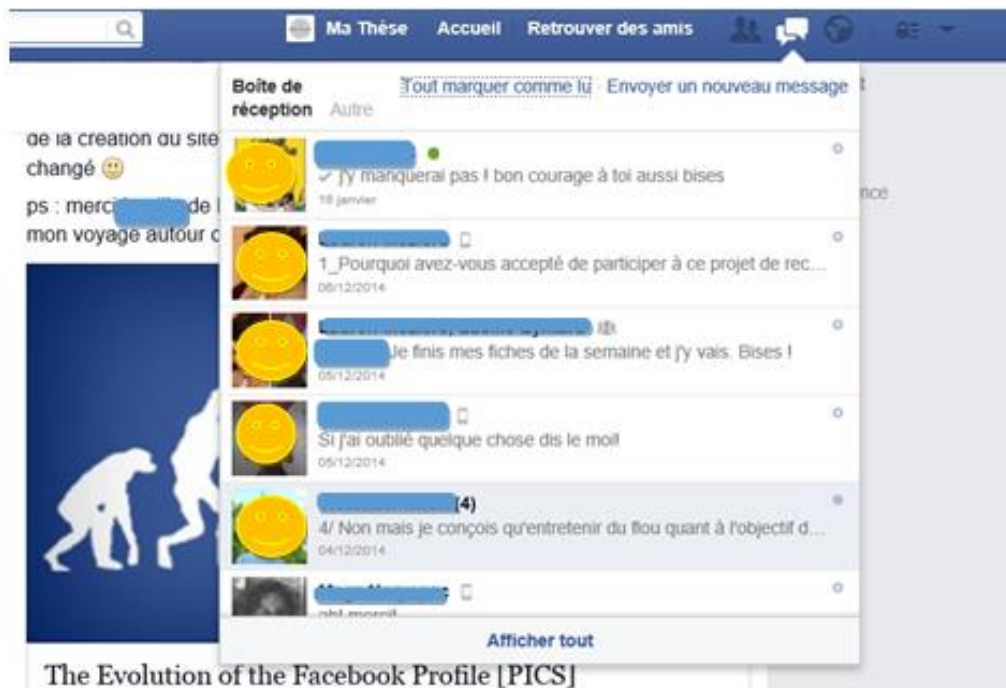 Ma Thèse Accueil Retrouver des amis
Boîte de réception Autre Tout marquer comme lu · Envoyer un nouveau message
de la création du site
changé
ps : merci de
mon voyage autour
j'y manquerai pas ! bon courage à toi aussi bises
18 janvier
1_Pourquoi avez-vous accepté de participer à ce projet de rec...
06/12/2014
Je finis mes fiches de la semaine et j'y vais. Bises !
05/12/2014
Si j'ai oublié quelque chose dis le moi!
05/12/2014
(4)
4/ Non mais je conçois qu'entretenir du flou quant à l'objectif d...
04/12/2014
ah! merci!
Afficher tout
The Evolution of the Facebook Profile [PICS]